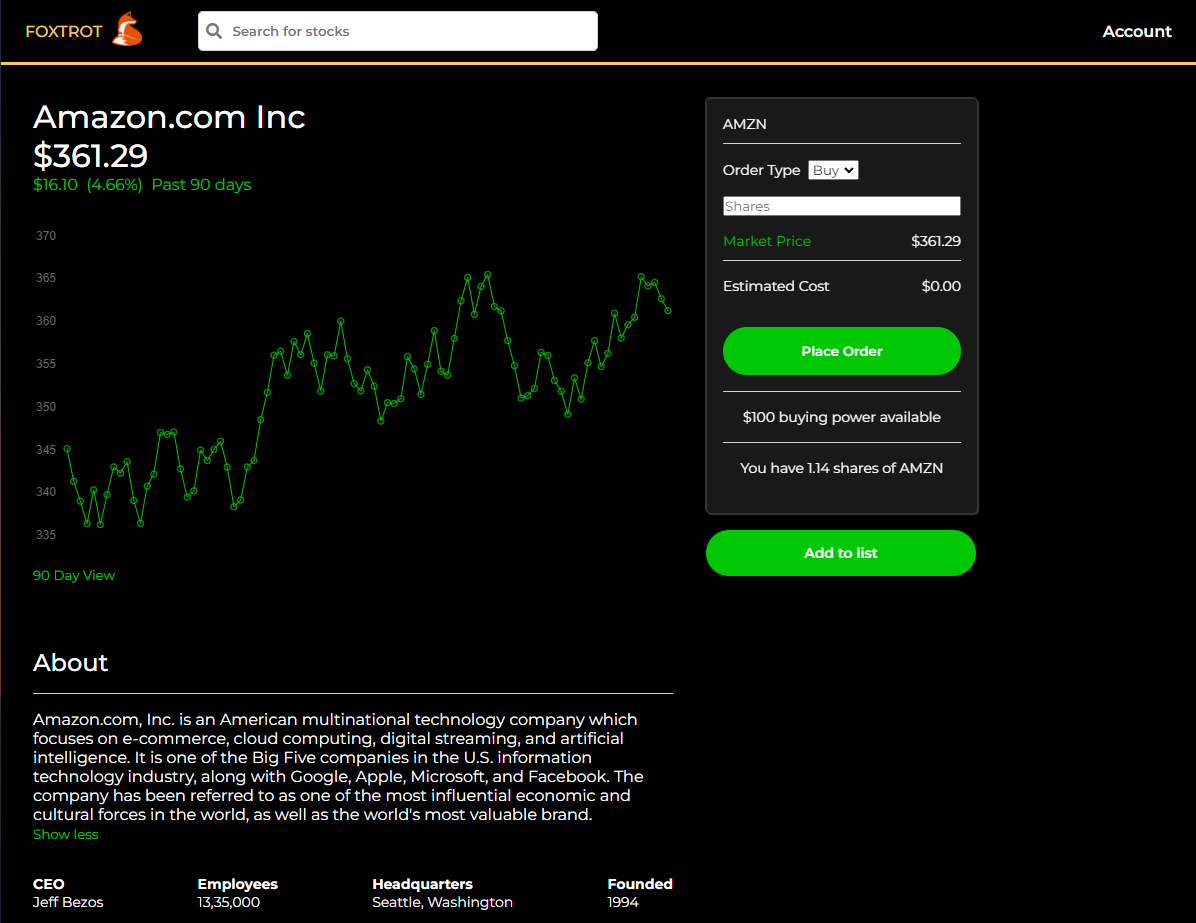 FOXTROT
Search for stocks
Account
Amazon.com Inc
$361.29
$16.10 (4.66%) Past 90 days
370
365
360
355
350
345
340
335
90 Day View
AMZN
Order Type Buy
Shares
Market Price $361.29
Estimated Cost $0.00
Place Order
$100 buying power available
You have 1.14 shares of AMZN
Add to list
About
Amazon.com, Inc. is an American multinational technology company which
focuses on e-commerce, cloud computing, digital streaming, and artificial
intelligence. It is one of the Big Five companies in the U.S. information
technology industry, along with Google, Apple, Microsoft, and Facebook. The
company has been referred to as one of the most influential economic and
cultural forces in the world, as well as the world's most valuable brand.
Show less
CEO Employees Headquarters Founded
Jeff Bezos 13,35,000 Seattle, Washington 1994